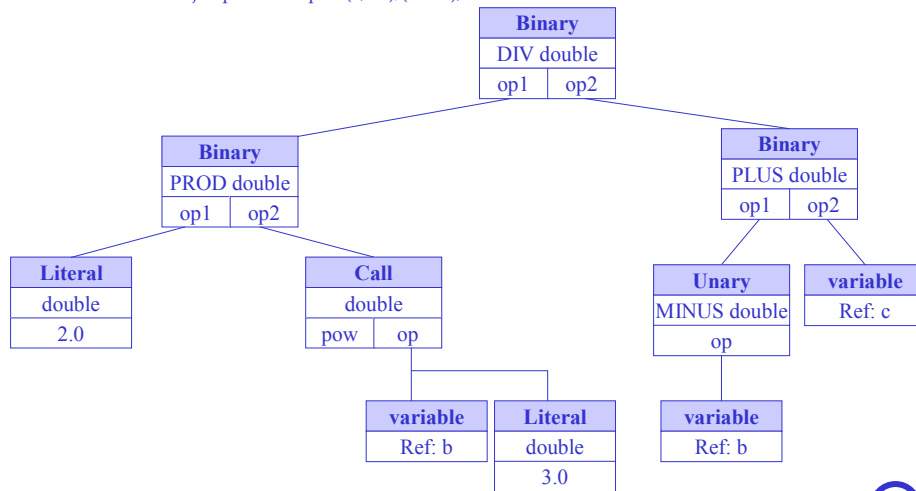 Binary
DIV double
op1 op2
Binary
PROD double
op1 op2
Binary
PLUS double
op1 op2
Literal
double
2.0
Call
double
pow op
Unary
MINUS double
op
variable
Ref: c
variable
Ref: b
Literal
double
3.0
variable
Ref: b